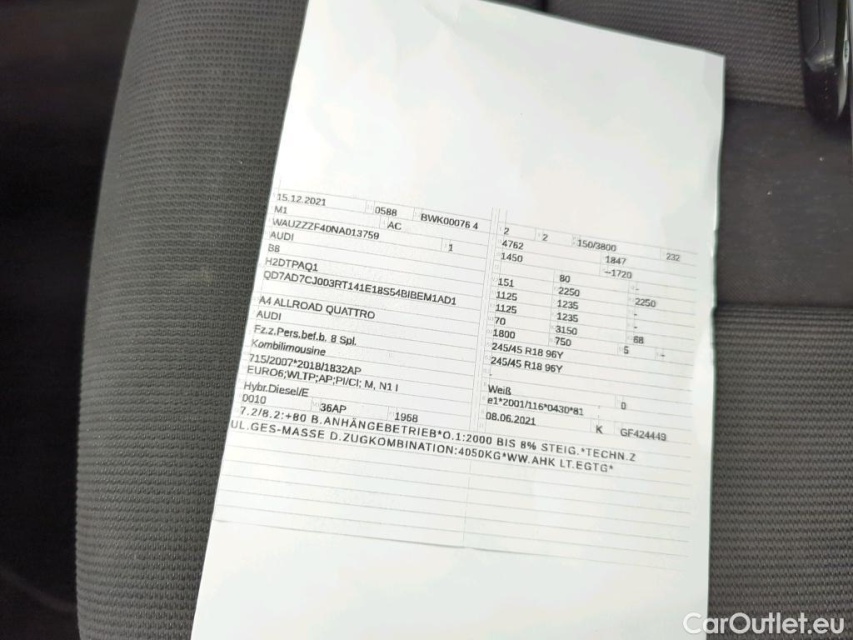 15.12.2021 0588 BWK00076 4
M1 AC
WAUZZZF40NA013759 1
AUDI
B8
H2DTPAQ1
QD7AD7CJ003RT141E18S54BIBEM1AD1
A4 ALLROAD QUATTRO
AUDI
Fz.z.Pers.bef.b. 8 Spl.
Kombilimousine
715/2007*2018/1832AP
EURO6;WLTP;AP;PI/CI; M, N1 I
Hybr.Diesel/E
0010 36AP 1968
2 2 150/3800 232
4762 1847
1450 --1720 -
151 80 -
1125 2250 2250
1125 1235 -
70 1235 -
1800 3150 68
750 5 -
245/45 R18 96Y
245/45 R18 96Y
-
Weiß 0
e1*2001/116*0430*81
08.06.2021 K GF424449
7.2/8.2:+80 B.ANHÄNGEBETRIEB*O.1:2000 BIS 8% STEIG.*TECHN.Z
UL.GES-MASSE D.ZUGKOMBINATION:4050KG*WW.AHK LT.EGTG*
CarOutlet.eu